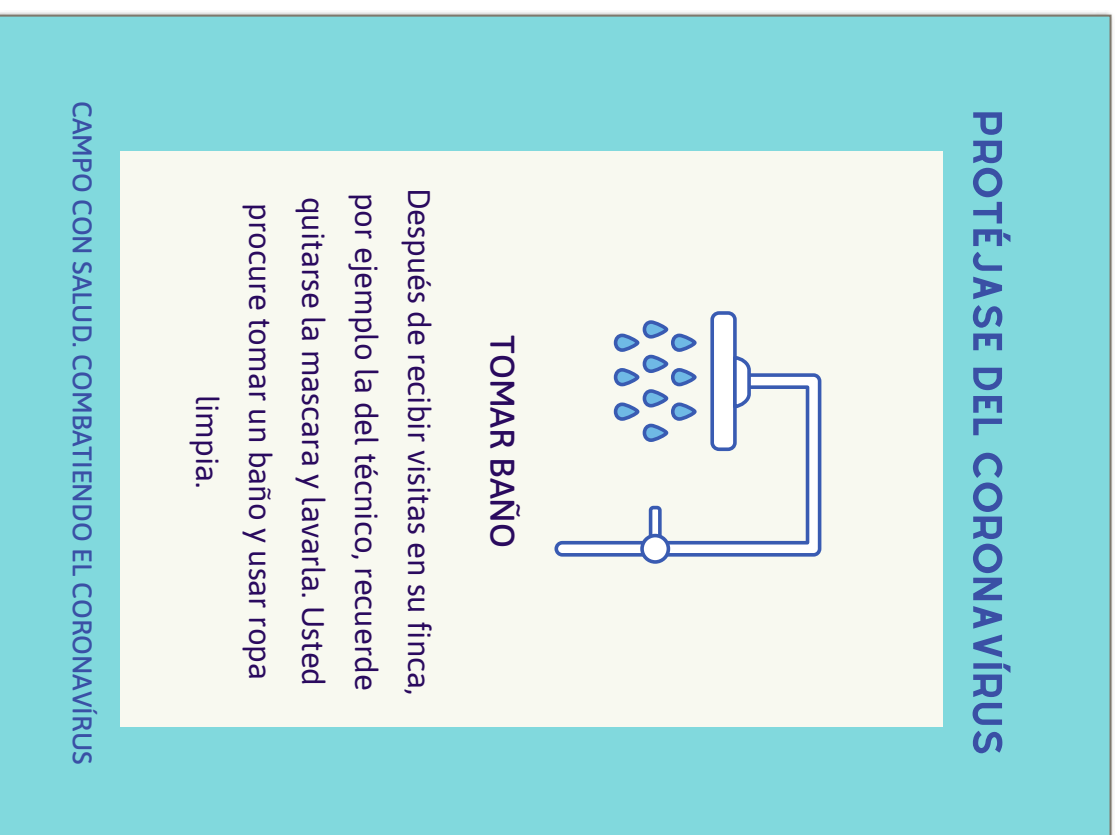 PROTÉJASE DEL CORONAVÍRUS
TOMAR BAÑO
Después de recibir visitas en su finca,
por ejemplo la del técnico, recuerde
quitarse la mascara y lavarla. Usted
procure tomar un baño y usar ropa
limpia.
CAMPO CON SALUD. COMBATIENDO EL CORONAVÍRUS